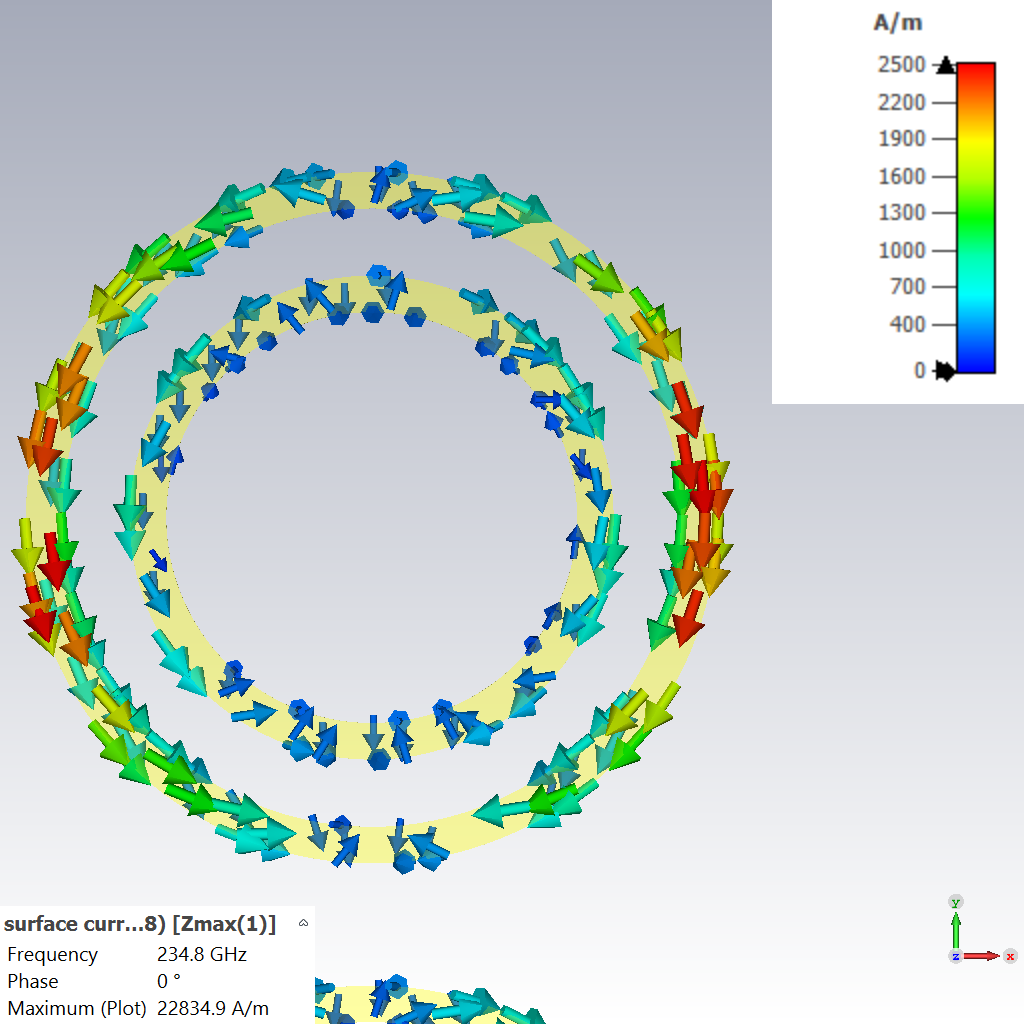 A/m
2500
2200
1900
1600
1300
1000
700
400
0
surface curr...8) [Zmax(1)]
Frequency 234.8 GHz
Phase 0 °
Maximum (Plot) 22834.9 A/m
y
z x